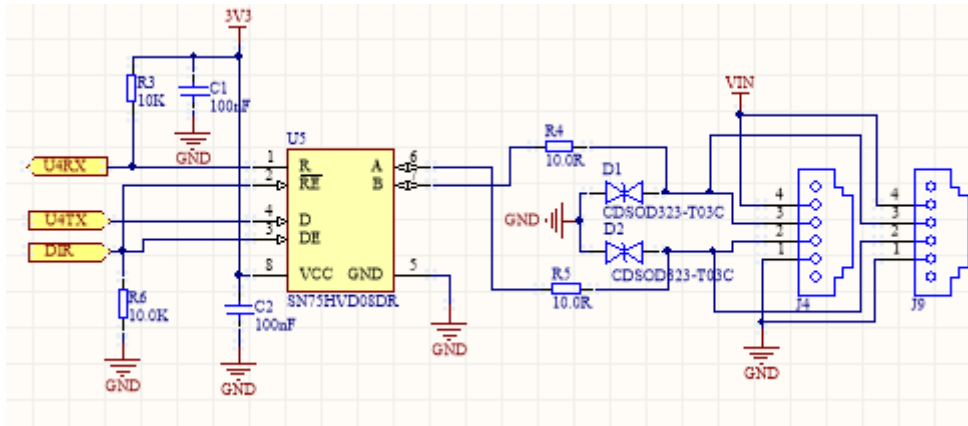 3V3
R3
10K
C1
100nF
GND
U4RX
U4TX
DIR
R6
10.0K
GND
C2
100nF
GND
U5
1
R
2
RE
4
D
3
DE
8
VCC
GND
5
A
6
B
7
SN75HVD08DR
GND
R4
10.0R
D1
CDSOD323-T03C
GND
D2
CDSOD323-T03C
R5
10.0R
VIN
4
3
2
1
J4
4
3
2
1
J9
GND